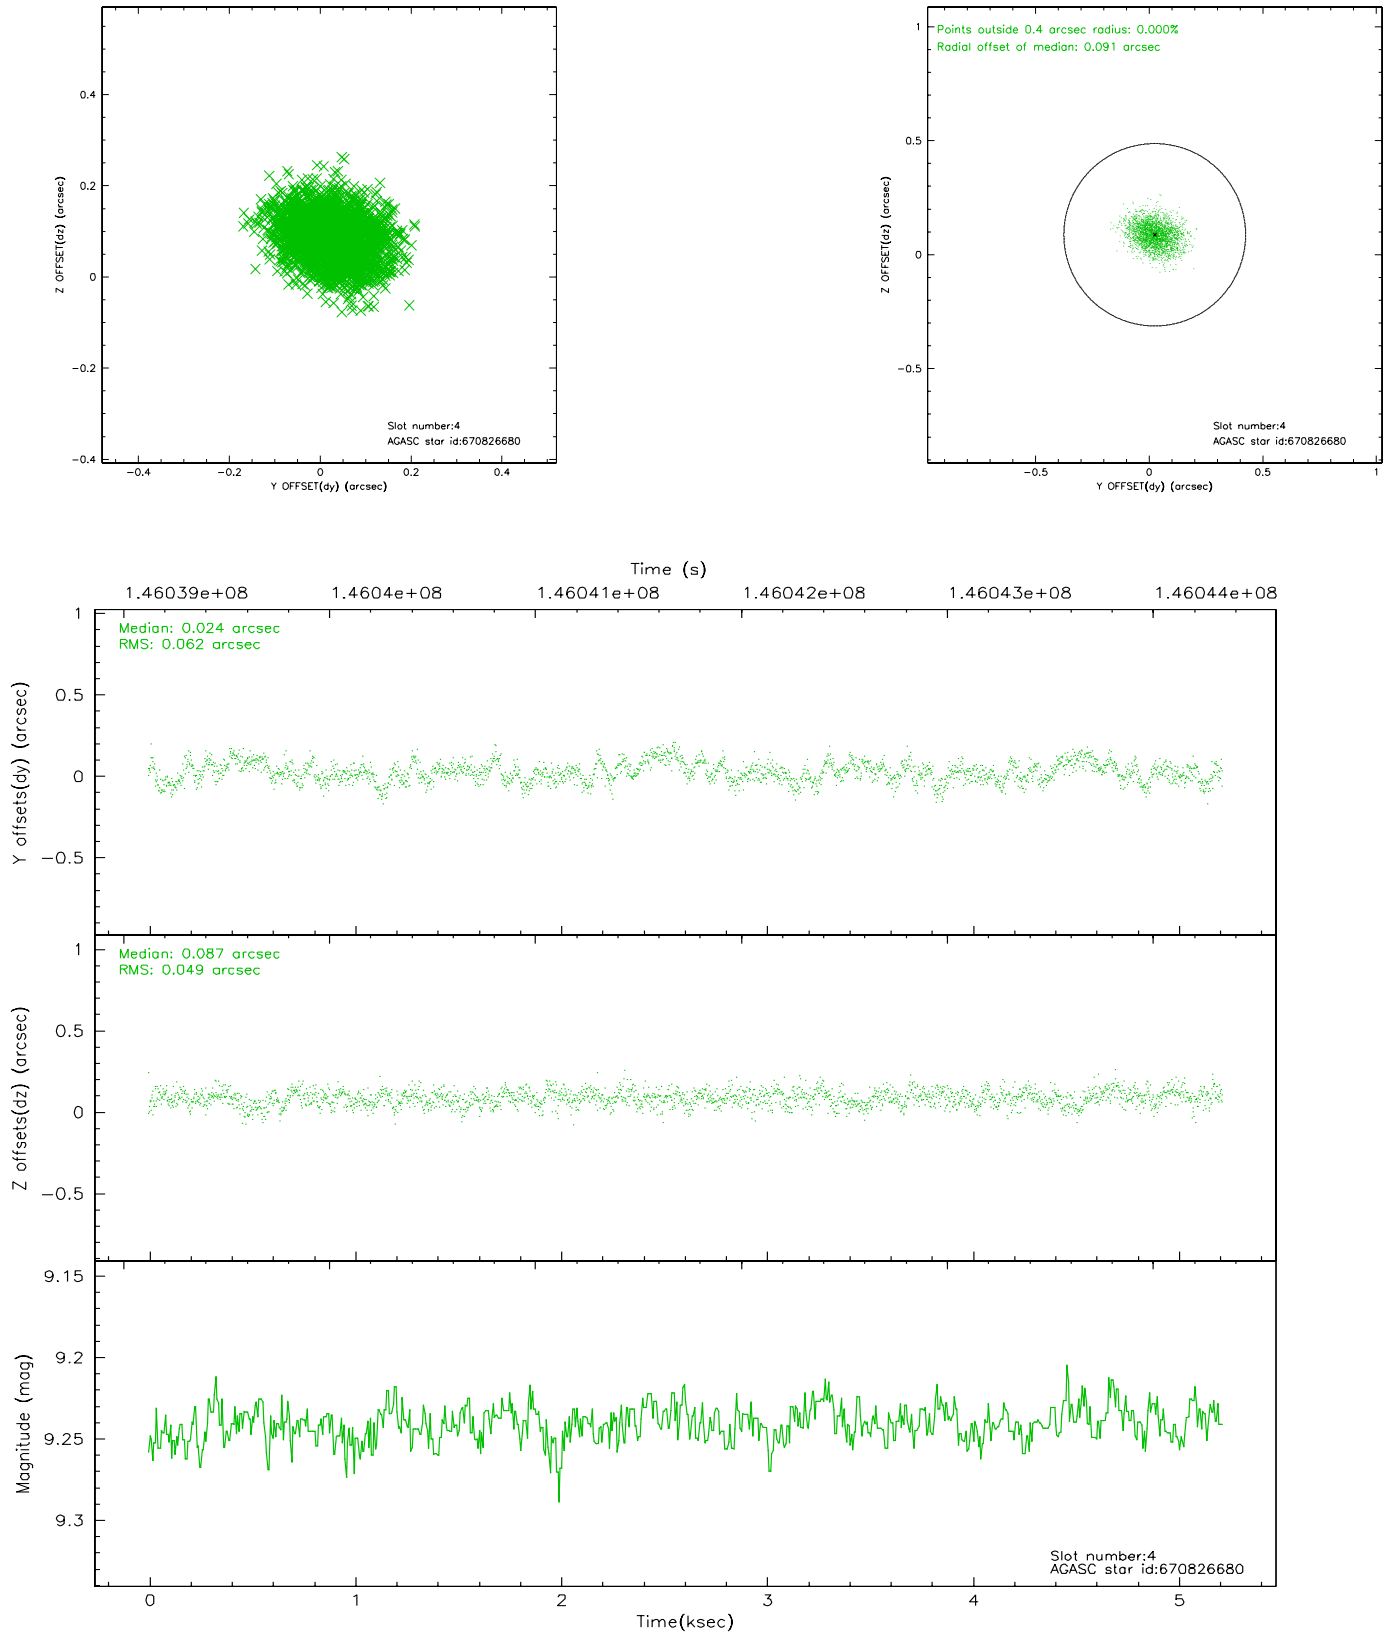 0.4
0.2
0
−0.2
−0.4
Z OFFSET(dz) (arcsec)
Slot number:4
AGASC star id:670826680
−0.4 −0.2 0 0.2 0.4
Y OFFSET(dy) (arcsec)
Points outside 0.4 arcsec radius: 0.000%
Radial offset of median: 0.091 arcsec
1
0.5
0
−0.5
Z OFFSET(dz) (arcsec)
Slot number:4
AGASC star id:670826680
−0.5 0 0.5 1
Y OFFSET(dy) (arcsec)
Time (s)
1.46039e+08 1.4604e+08 1.46041e+08 1.46042e+08 1.46043e+08 1.46044e+08
Median: 0.024 arcsec
RMS: 0.062 arcsec
1
0.5
0
−0.5
Y offsets(dy) (arcsec)
Median: 0.087 arcsec
RMS: 0.049 arcsec
1
0.5
0
−0.5
Z offsets(dz) (arcsec)
9.15
9.2
9.25
9.3
Magnitude (mag)
Slot number:4
AGASC star id:670826680
0 1 2 3 4 5
Time(ksec)